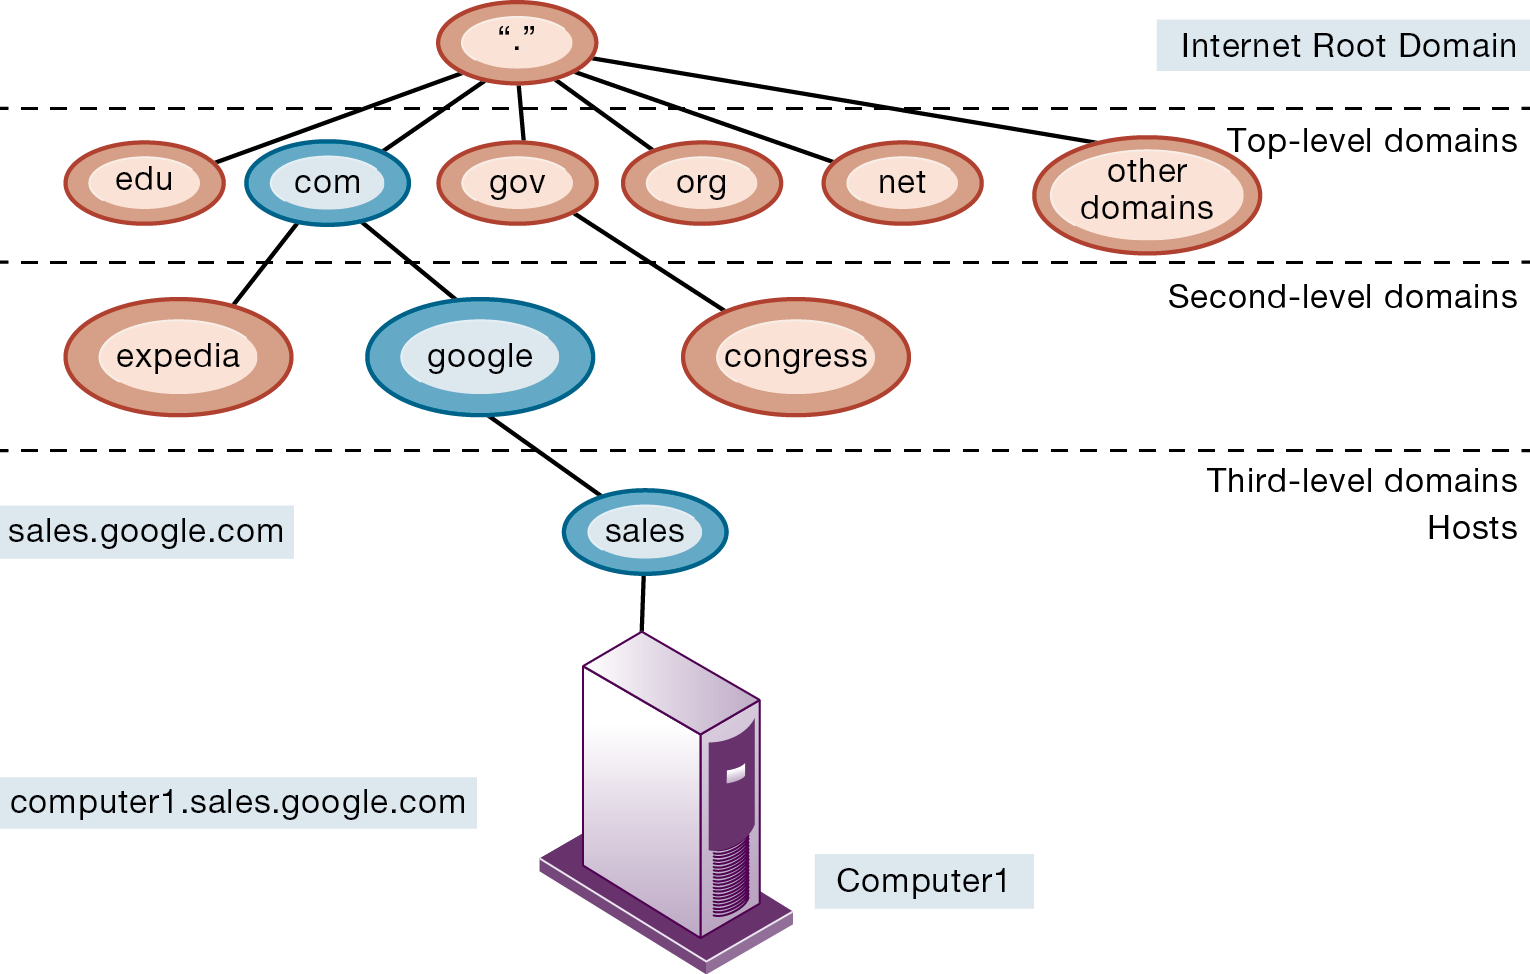 “.”
Internet Root Domain
Top-level domains
edu
com
gov
org
net
other
domains
Second-level domains
expedia
google
congress
Third-level domains
Hosts
sales.google.com
sales
computer1.sales.google.com
Computer1